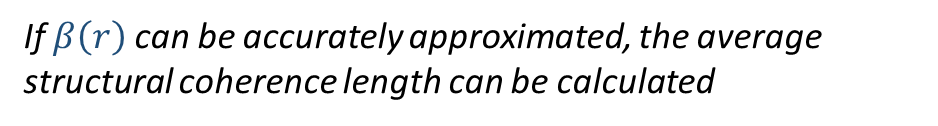 If β(r) can be accurately approximated, the average
structural coherence length can be calculated